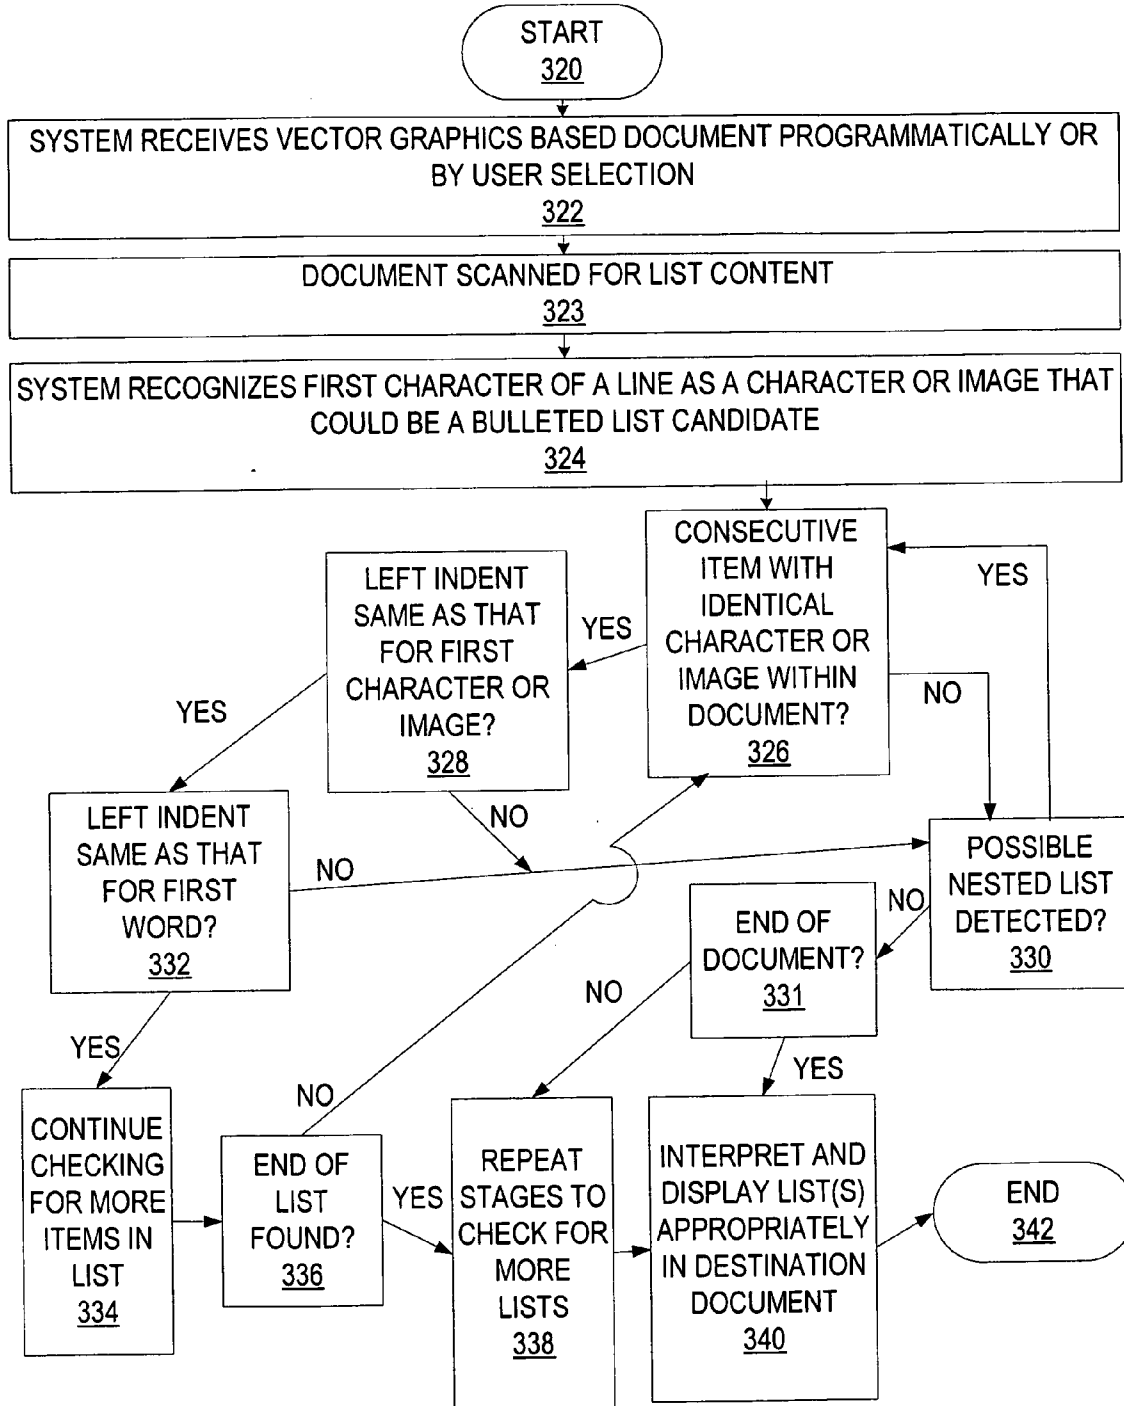 START
320
SYSTEM RECEIVES VECTOR GRAPHICS BASED DOCUMENT PROGRAMMATICALLY OR
BY USER SELECTION
322
DOCUMENT SCANNED FOR LIST CONTENT
323
SYSTEM RECOGNIZES FIRST CHARACTER OF A LINE AS A CHARACTER OR IMAGE THAT
COULD BE A BULLETED LIST CANDIDATE
324
CONSECUTIVE
ITEM WITH
IDENTICAL
CHARACTER OR
IMAGE WITHIN
DOCUMENT?
326
YES
NO
YES
LEFT INDENT
SAME AS THAT
FOR FIRST
CHARACTER OR
IMAGE?
328
YES
NO
LEFT INDENT
SAME AS THAT
FOR FIRST
WORD?
332
NO
YES
POSSIBLE
NESTED LIST
DETECTED?
330
NO
END OF
DOCUMENT?
331
NO
YES
CONTINUE
CHECKING
FOR MORE
ITEMS IN
LIST
334
END OF
LIST
FOUND?
336
NO
YES
REPEAT
STAGES TO
CHECK FOR
MORE
LISTS
338
INTERPRET AND
DISPLAY LIST(S)
APPROPRIATELY
IN DESTINATION
DOCUMENT
340
END
342